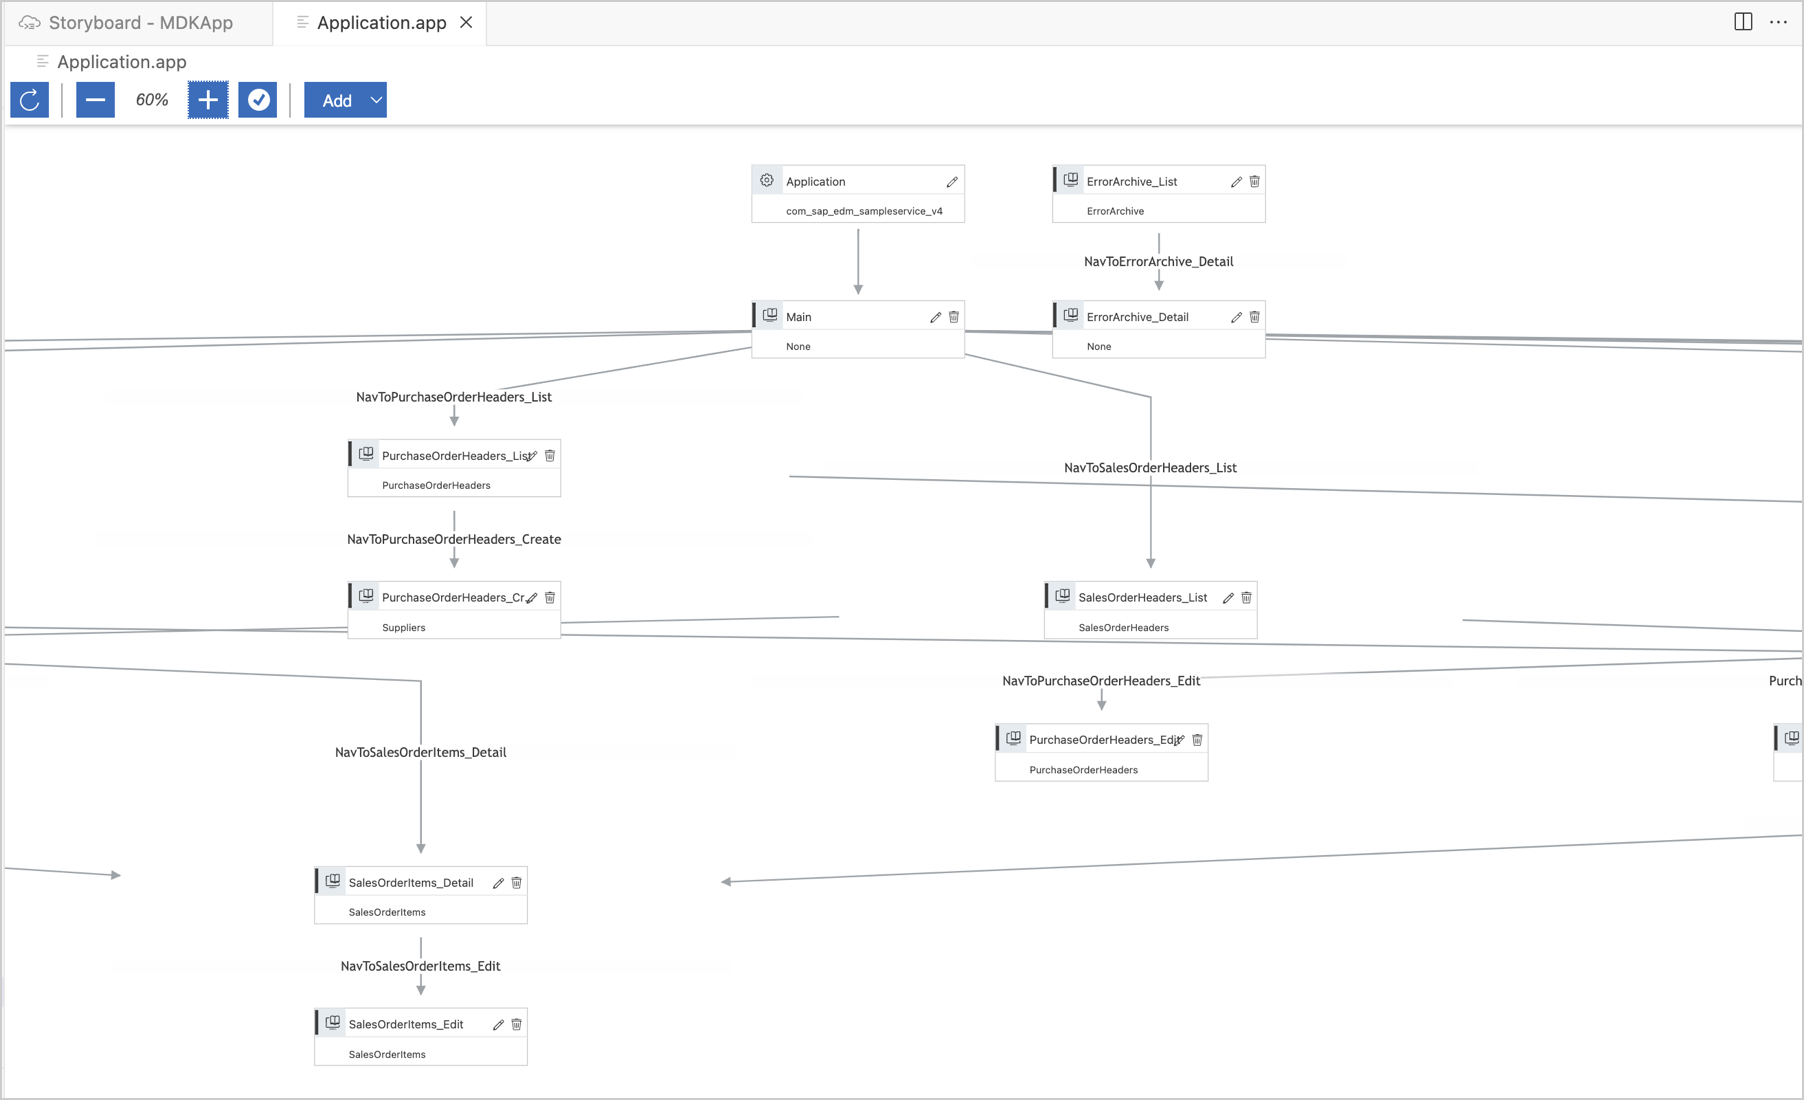 Storyboard - MDKApp
Application.app
Application.app
60%
Add
Application
com_sap_edm_sampleservice_v4
ErrorArchive_List
ErrorArchive
NavToErrorArchive_Detail
Main
None
ErrorArchive_Detail
None
NavToPurchaseOrderHeaders_List
PurchaseOrderHeaders_List
PurchaseOrderHeaders
NavToSalesOrderHeaders_List
NavToPurchaseOrderHeaders_Create
PurchaseOrderHeaders_Cr
Suppliers
SalesOrderHeaders_List
SalesOrderHeaders
NavToPurchaseOrderHeaders_Edit
Purch
PurchaseOrderHeaders_Edit
PurchaseOrderHeaders
NavToSalesOrderItems_Detail
SalesOrderItems_Detail
SalesOrderItems
NavToSalesOrderItems_Edit
SalesOrderItems_Edit
SalesOrderItems